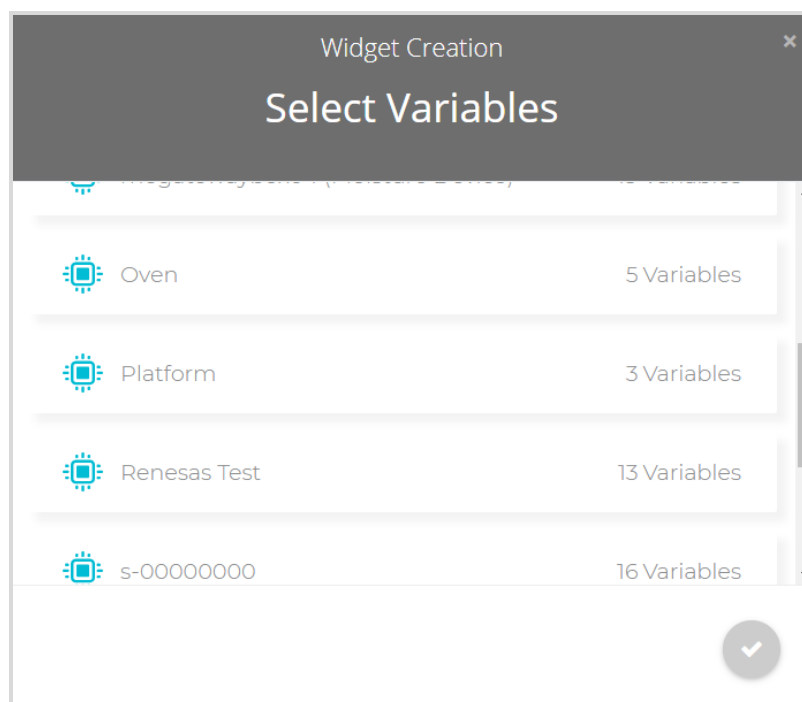 Widget Creation
Select Variables
Oven 5 Variables
Platform 3 Variables
Renesas Test 13 Variables
s-00000000 16 Variables